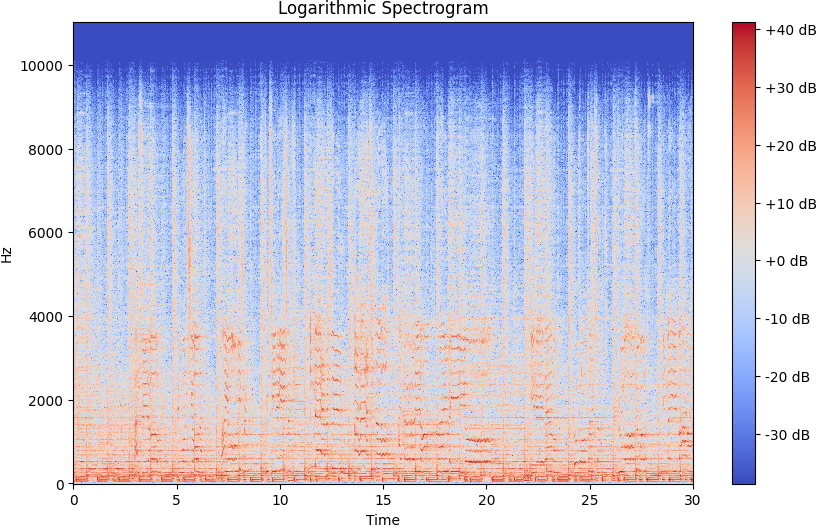 Logarithmic Spectrogram
Hz
10000
8000
6000
4000
2000
0
0 5 10 15 20 25 30
Time
+40 dB
+30 dB
+20 dB
+10 dB
+0 dB
-10 dB
-20 dB
-30 dB